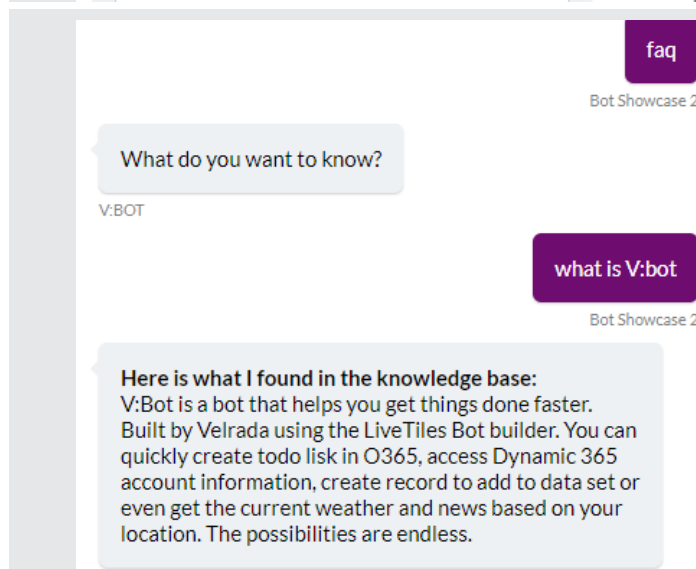 faq
Bot Showcase 2
What do you want to know?
V:BOT
what is V:bot
Bot Showcase 2
Here is what I found in the knowledge base:
V:Bot is a bot that helps you get things done faster.
Built by Velrada using the LiveTiles Bot builder. You can
quickly create todo lisk in O365, access Dynamic 365
account information, create record to add to data set or
even get the current weather and news based on your
location. The possibilities are endless.